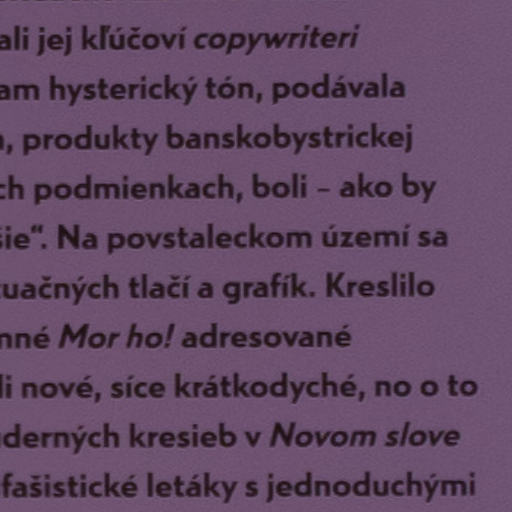 ali jej kľúčoví copywriteri
am hysterický tón, podávala
, produkty banskobystrickej
ch podmienkach, boli – ako by
šie“. Na povstaleckom území sa
tuačných tlačí a grafík. Kreslilo
nné Mor ho! adresované
li nové, síce krátkodyché, no o to
derných kresieb v Novom slove
fašistické letáky s jednoduchými